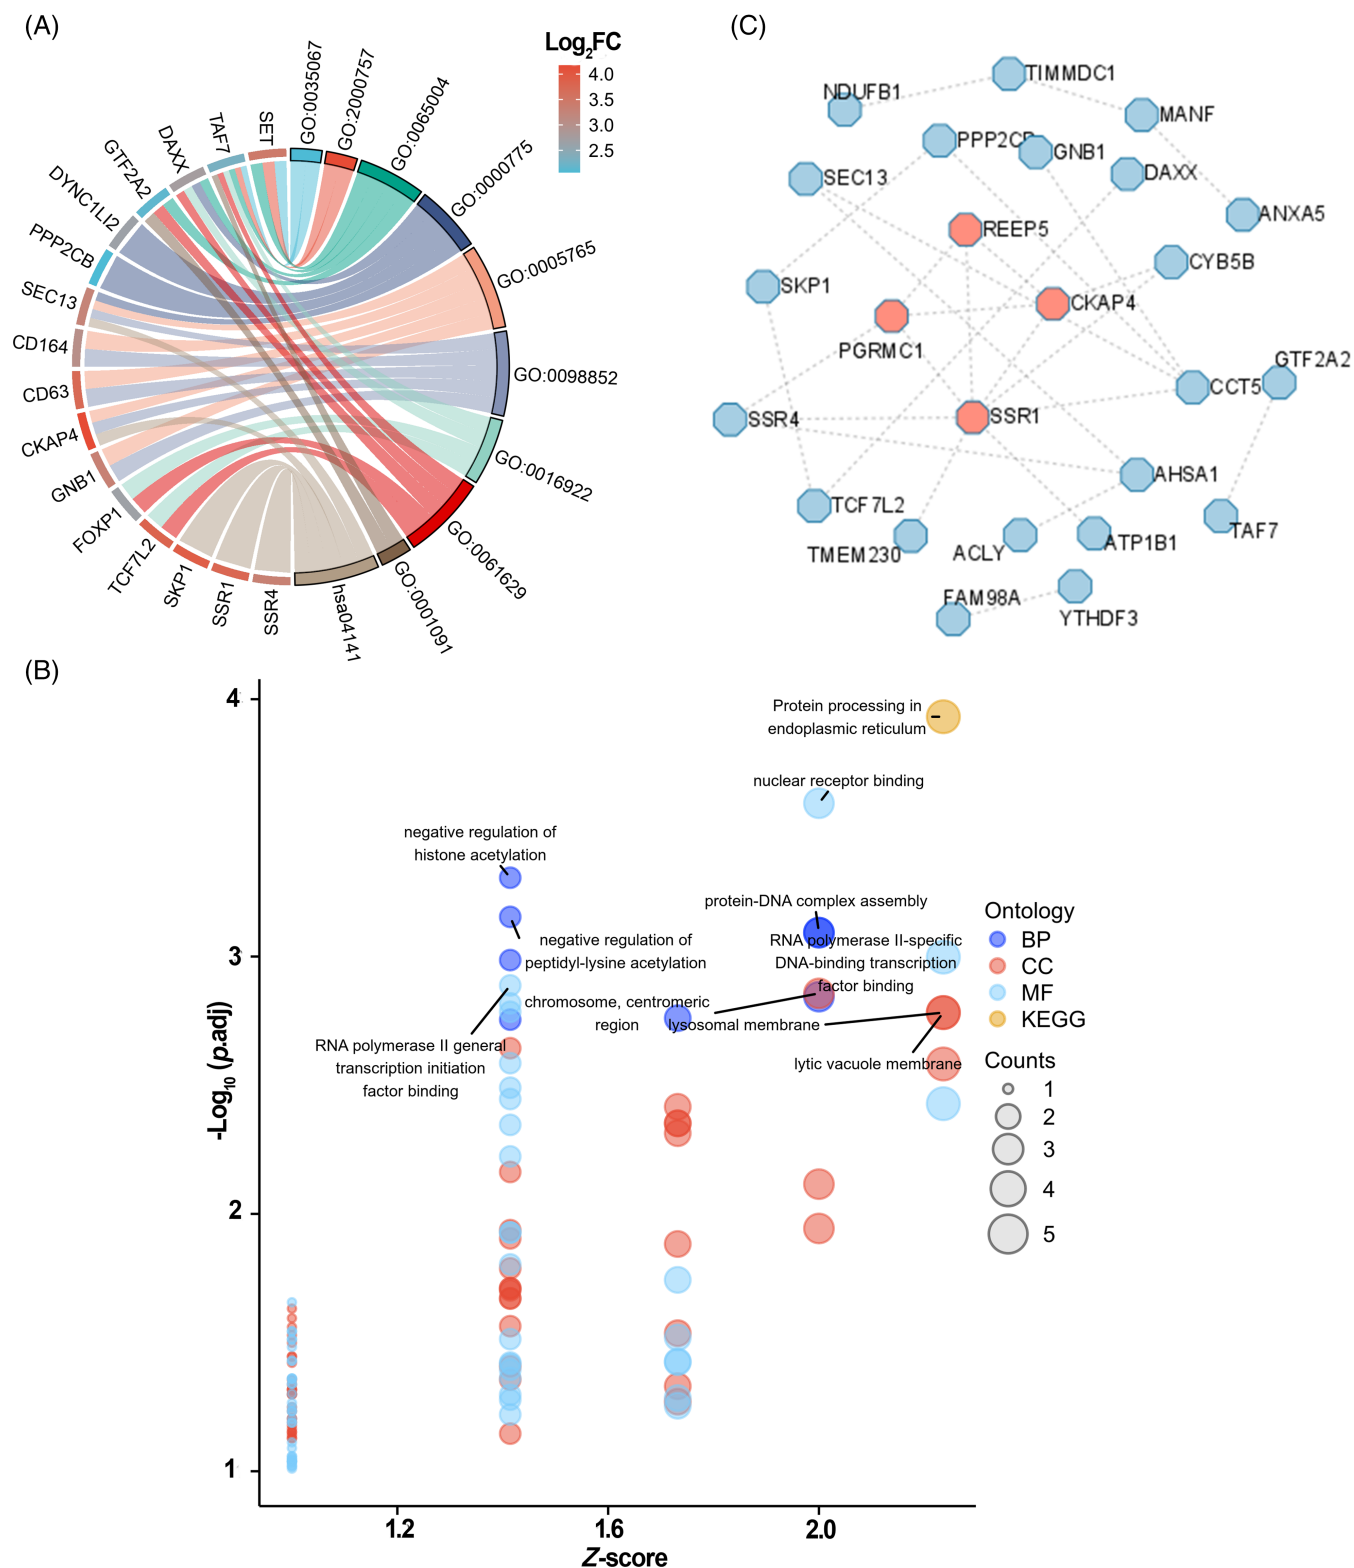 (A)
Log2FC
4.0
3.5
3.0
2.5
GO:0035067
GO:2000757
GO:0065004
GO:0000775
GO:0005765
GO:0098852
GO:0016922
GO:0061629
GO:0001091
hsa04141
SSR4
SSR1
SKP1
TCF7L2
FOXP1
GNB1
CKAP4
CD63
CD164
SEC13
PPP2CB
DYNC1LI2
GTF2A2
DAXX
TAF7
SET
(C)
TIMMDC1
NDUFB1
MANF
PPP2CB
GNB1
DAXX
SEC13
ANXA5
REEP5
CYB5B
SKP1
CKAP4
PGRMC1
GTF2A2
CCT5
SSR4
SSR1
AHSA1
TCF7L2
TAF7
TMEM230
ACLY
ATP1B1
FAM98A
YTHDF3
(B)
4
3
2
1
-Log10 (p.adj)
1.2
1.6
2.0
Z-score
Protein processing in
endoplasmic reticulum
nuclear receptor binding
negative regulation of
histone acetylation
protein-DNA complex assembly
negative regulation of
peptidyl-lysine acetylation
RNA polymerase II-specific
DNA-binding transcription
factor binding
chromosome, centromeric
region
lysosomal membrane
RNA polymerase II general
transcription initiation
factor binding
lytic vacuole membrane
Ontology
BP
CC
MF
KEGG
Counts
1
2
3
4
5